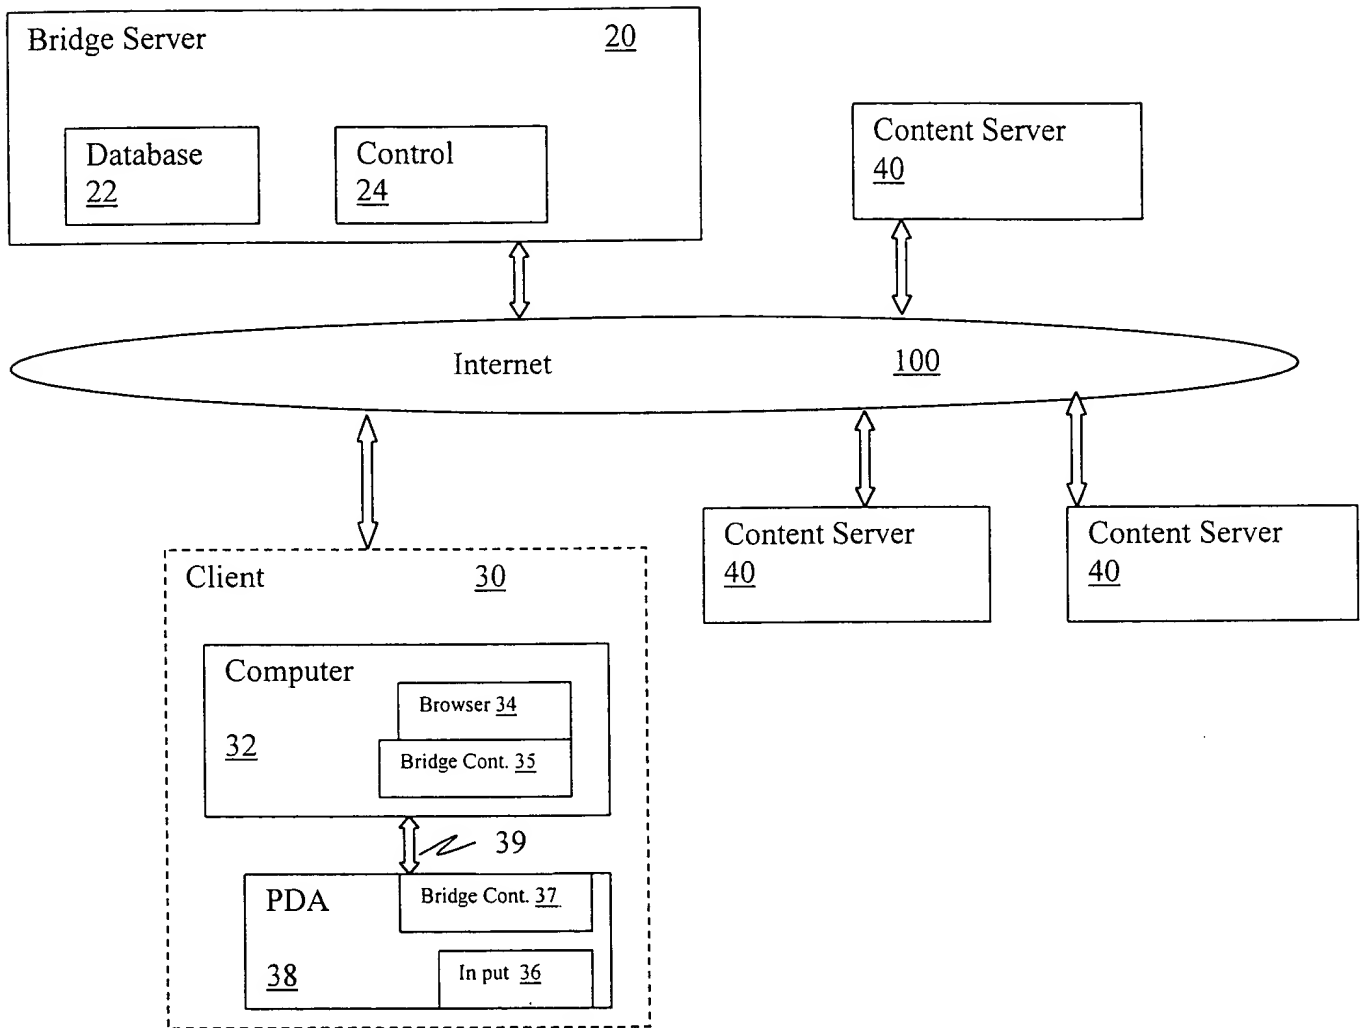 Bridge Server 20
Database
22
Control
24
Content Server
40
Internet 100
Content Server
40
Content Server
40
Client 30
Computer
32
Browser 34
Bridge Cont. 35
39
PDA
38
Bridge Cont. 37
In put 36